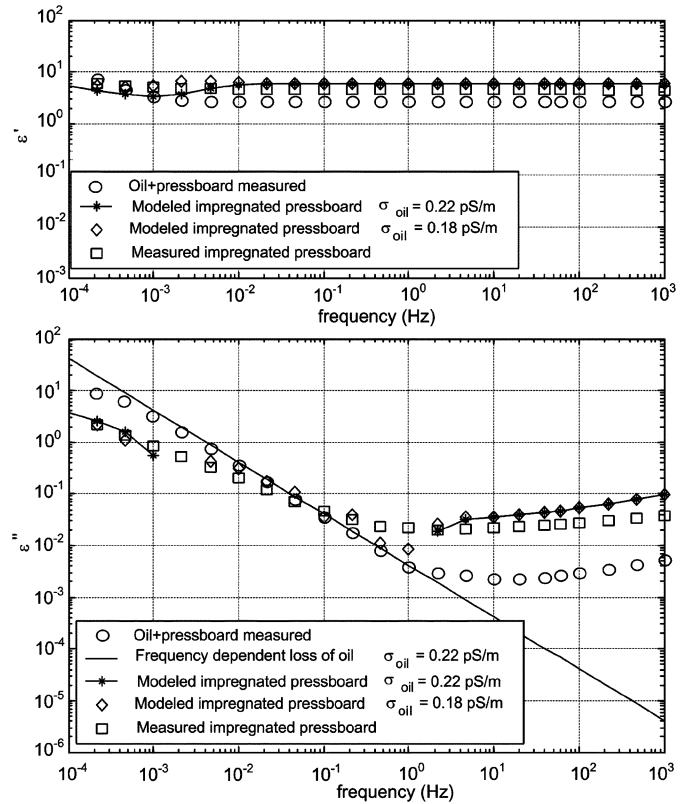 10^2
10^1
10^0
10^-1
10^-2
10^-3
ε'
Oil+pressboard measured
Modeled impregnated pressboard σ oil = 0.22 pS/m
Modeled impregnated pressboard σ oil = 0.18 pS/m
Measured impregnated pressboard
10^-4 10^-3 10^-2 10^-1 10^0 10^1 10^2 10^3
frequency (Hz)
10^2
10^1
10^0
10^-1
10^-2
10^-3
10^-4
10^-5
10^-6
ε"
Oil+pressboard measured
Frequency dependent loss of oil σ oil = 0.22 pS/m
Modeled impregnated pressboard σ oil = 0.22 pS/m
Modeled impregnated pressboard σ oil = 0.18 pS/m
Measured impregnated pressboard
10^-4 10^-3 10^-2 10^-1 10^0 10^1 10^2 10^3
frequency (Hz)